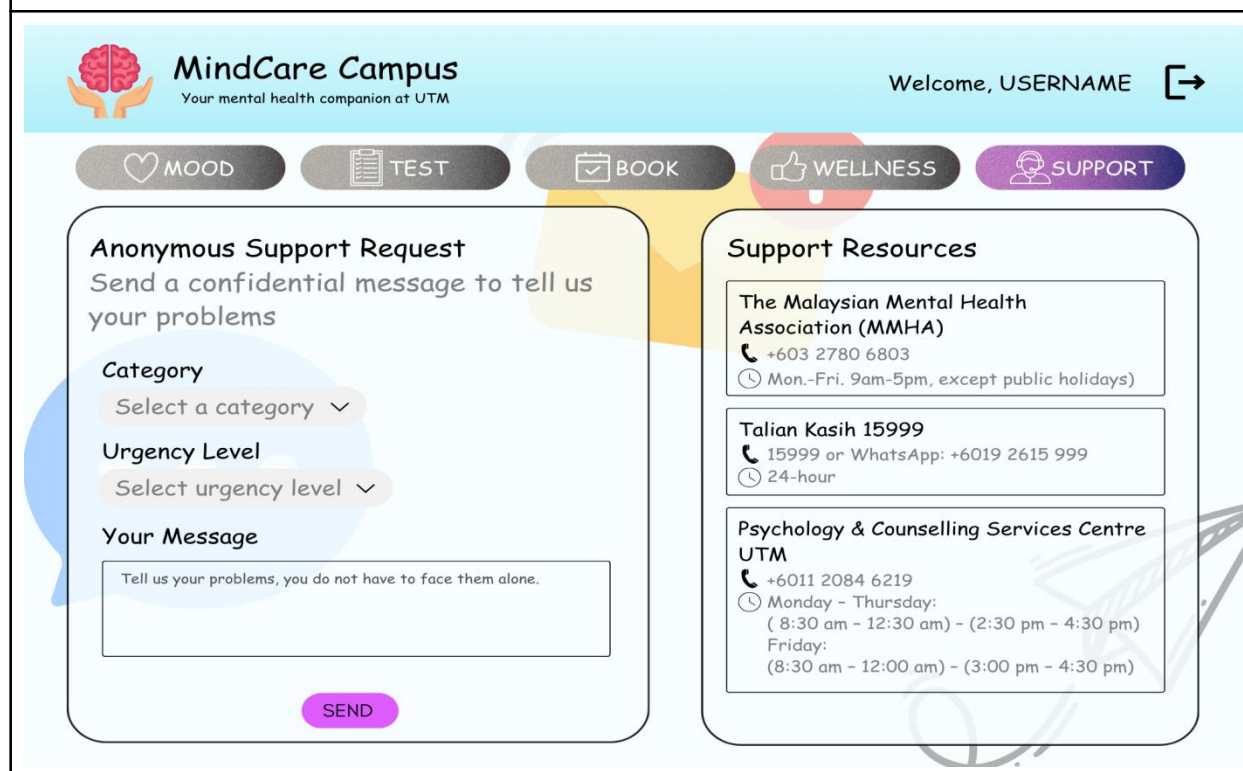 MindCare Campus
Your mental health companion at UTM
Welcome, USERNAME
MOOD
TEST
BOOK
WELLNESS
SUPPORT
Anonymous Support Request
Send a confidential message to tell us
your problems
Category
Select a category
Urgency Level
Select urgency level
Your Message
Tell us your problems, you do not have to face them alone.
SEND
Support Resources
The Malaysian Mental Health
Association (MMHA)
+603 2780 6803
Mon.-Fri. 9am-5pm, except public holidays)
Talian Kasih 15999
15999 or WhatsApp: +6019 2615 999
24-hour
Psychology & Counselling Services Centre
UTM
+6011 2084 6219
Monday – Thursday:
( 8:30 am – 12:30 am) – (2:30 pm – 4:30 pm)
Friday:
(8:30 am – 12:00 am) – (3:00 pm – 4:30 pm)